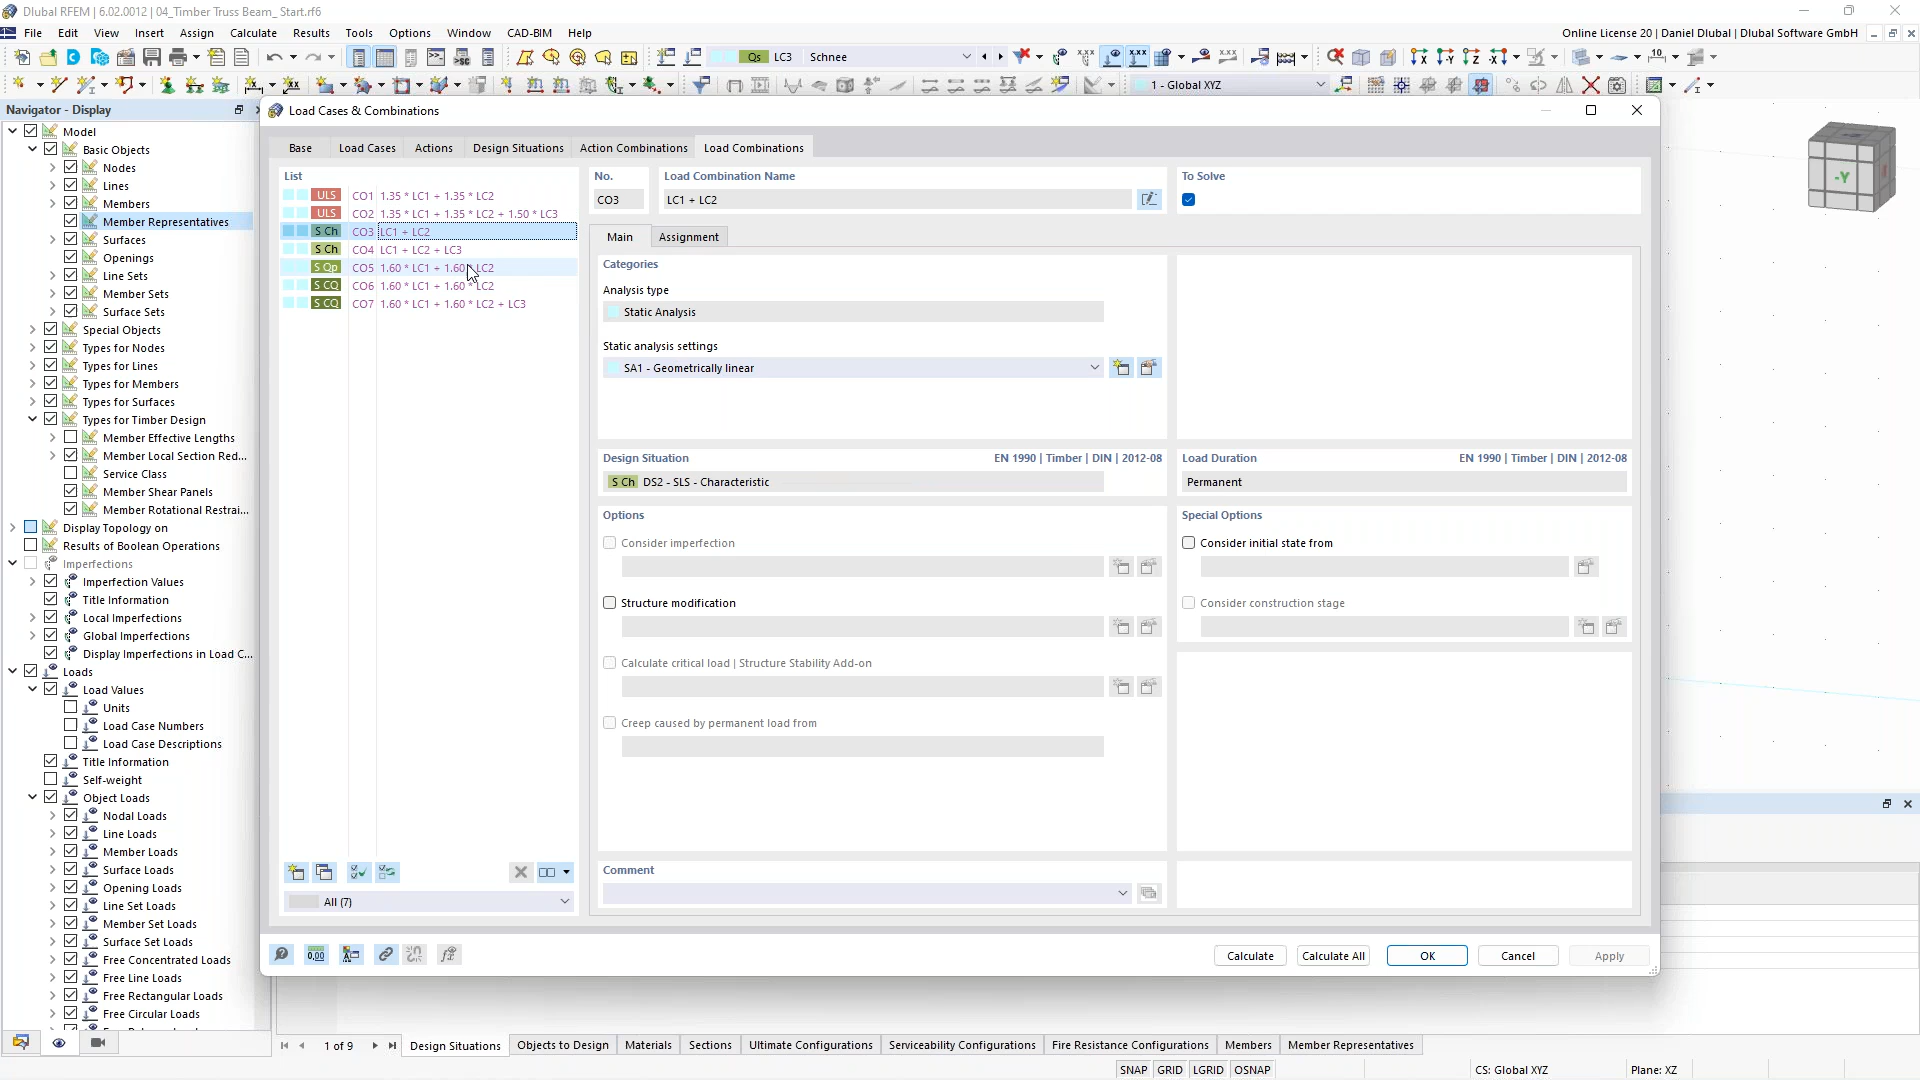 Dlubal RFEM | 6.02.0012 | 04_Timber Truss Beam_ Start.rf6
File Edit View Insert Assign Calculate Results Tools Options Window CAD-BIM Help
Online License 20 | Daniel Dlubal | Dlubal Software GmbH
Qs LC3 Schnee
1 - Global XYZ
Navigator - Display
Model
Basic Objects
Nodes
Lines
Members
Member Representatives
Surfaces
Openings
Line Sets
Member Sets
Surface Sets
Special Objects
Types for Nodes
Types for Lines
Types for Members
Types for Surfaces
Types for Timber Design
Member Effective Lengths
Member Local Section Red...
Service Class
Member Shear Panels
Member Rotational Restrai...
Display Topology on
Results of Boolean Operations
Imperfections
Imperfection Values
Title Information
Local Imperfections
Global Imperfections
Display Imperfections in Load C...
Loads
Load Values
Units
Load Case Numbers
Load Case Descriptions
Title Information
Self-weight
Object Loads
Nodal Loads
Line Loads
Member Loads
Surface Loads
Opening Loads
Line Set Loads
Member Set Loads
Surface Set Loads
Free Concentrated Loads
Free Line Loads
Free Rectangular Loads
Free Circular Loads
Load Cases & Combinations
Base Load Cases Actions Design Situations Action Combinations Load Combinations
List
ULS CO1 1.35 * LC1 + 1.35 * LC2
ULS CO2 1.35 * LC1 + 1.35 * LC2 + 1.50 * LC3
S Ch CO3 LC1 + LC2
S Ch CO4 LC1 + LC2 + LC3
S Qp CO5 1.60 * LC1 + 1.60 * LC2
S CQ CO6 1.60 * LC1 + 1.60 * LC2
S CQ CO7 1.60 * LC1 + 1.60 * LC2 + LC3
All (7)
No.
CO3
Load Combination Name
LC1 + LC2
To Solve
Main Assignment
Categories
Analysis type
Static Analysis
Static analysis settings
SA1 - Geometrically linear
Design Situation EN 1990 | Timber | DIN | 2012-08
S Ch DS2 - SLS - Characteristic
Load Duration EN 1990 | Timber | DIN | 2012-08
Permanent
Options
Consider imperfection
Structure modification
Calculate critical load | Structure Stability Add-on
Creep caused by permanent load from
Special Options
Consider initial state from
Consider construction stage
Comment
Calculate Calculate All OK Cancel Apply
-Y
1 of 9 Design Situations Objects to Design Materials Sections Ultimate Configurations Serviceability Configurations Fire Resistance Configurations Members Member Representatives
SNAP GRID LGRID OSNAP CS: Global XYZ Plane: XZ